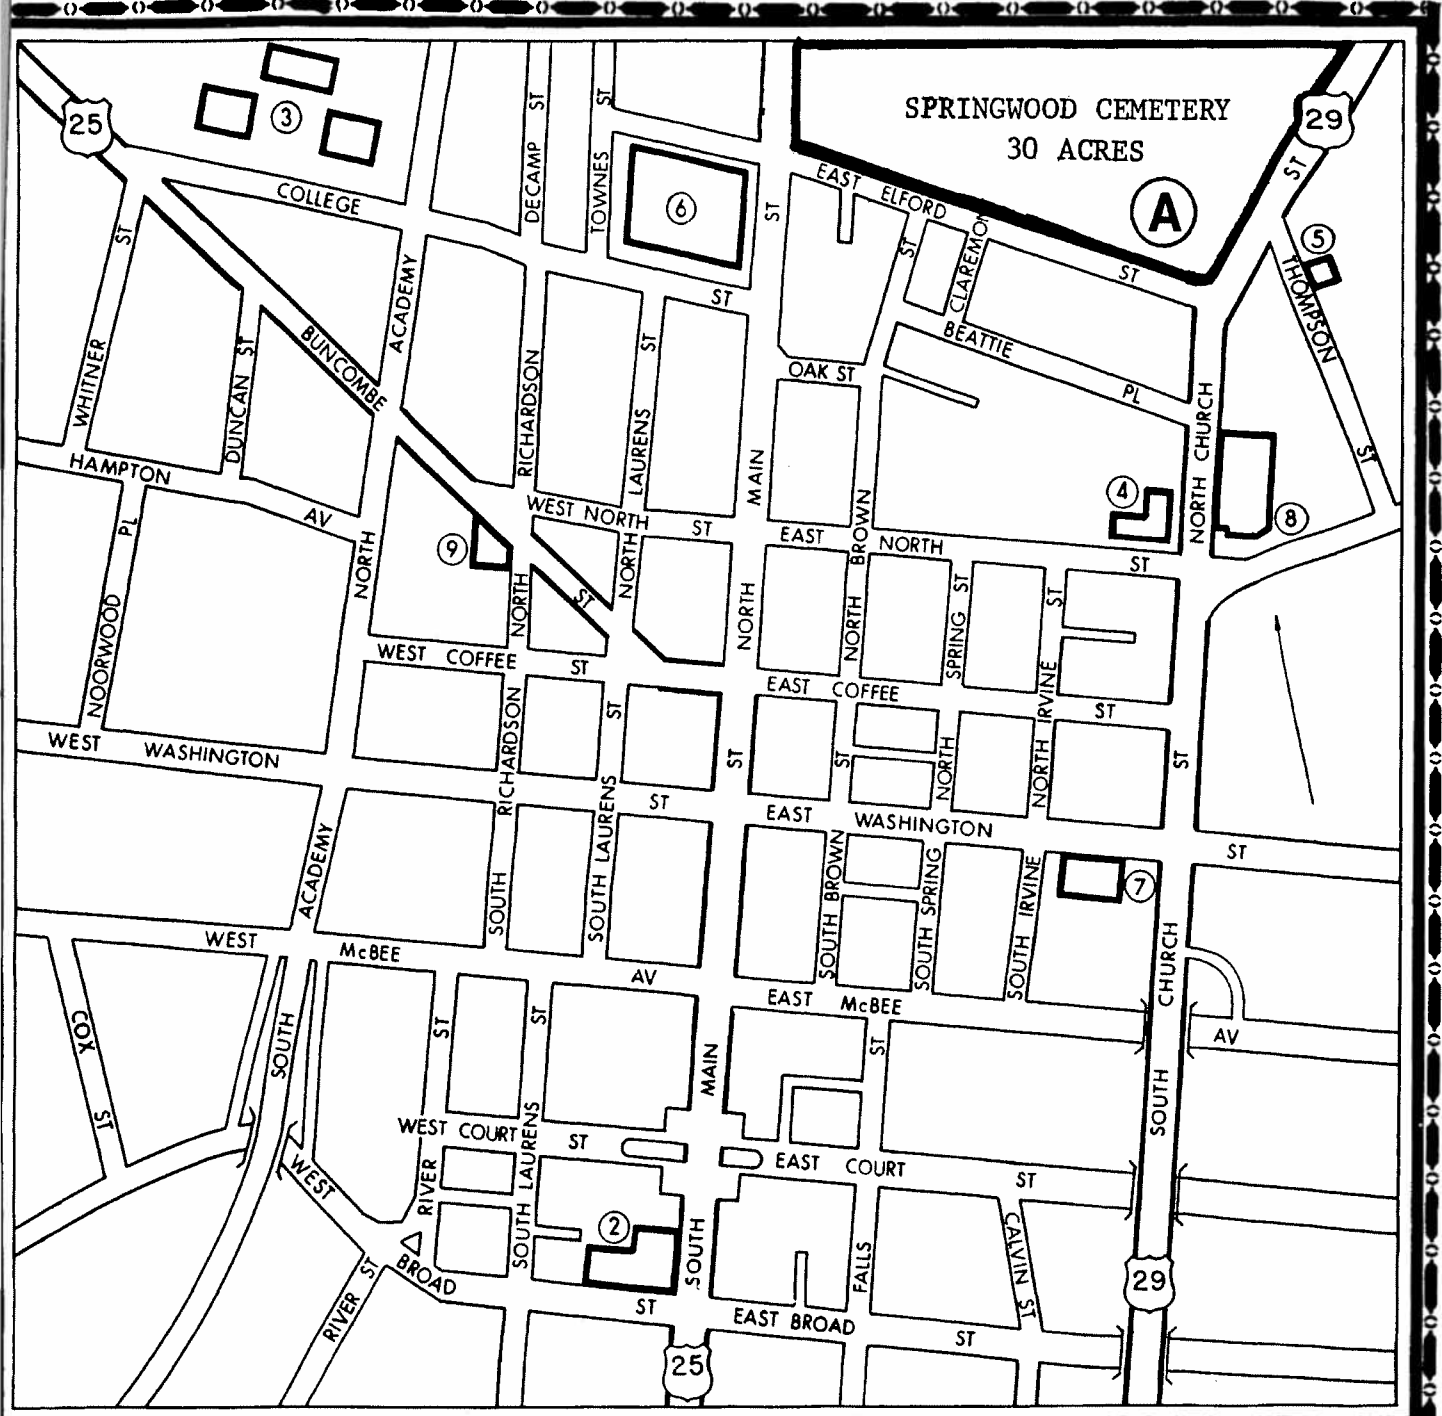 SPRINGWOOD CEMETERY
30 ACRES
A
25
29
3
COLLEGE
ST
DECAMP ST
TOWNES
ST
6
ST
EAST ELFORD
ST
ST
CLAREMON
ST
5
THOMPSON
ST
ST
WHITNER
DUNCAN ST
BUNCOMBE
ACADEMY
RICHARDSON
LAURENS
ST
ST
MAIN
OAK ST
BEATTIE
PL
NORTH CHURCH
HAMPTON
AV
PL
NOORWOOD
NORTH
9
WEST NORTH
ST
NORTH
NORTH
ST
NORTH
EAST NORTH
ST
BROWN
NORTH
4
8
SPRING ST
ST
NORTH IRVINE
WEST COFFEE
ST
EAST COFFEE
ST
RICHARDSON
ST
ST
ST
NORTH
ST
WEST WASHINGTON
ST
EAST WASHINGTON
ST
SOUTH
SOUTH LAURENS
SOUTH BROWN
SOUTH SPRING
SOUTH IRVINE
7
ACADEMY
WEST McBEE
AV
EAST McBEE
AV
SOUTH CHURCH
COX
ST
SOUTH
ST
ST
MAIN
ST
WEST COURT
ST
EAST COURT
ST
WEST
BROAD
RIVER
SOUTH LAURENS
2
SOUTH
FALLS
CALVIN ST
29
ST
RIVER
ST
EAST BROAD
ST
25